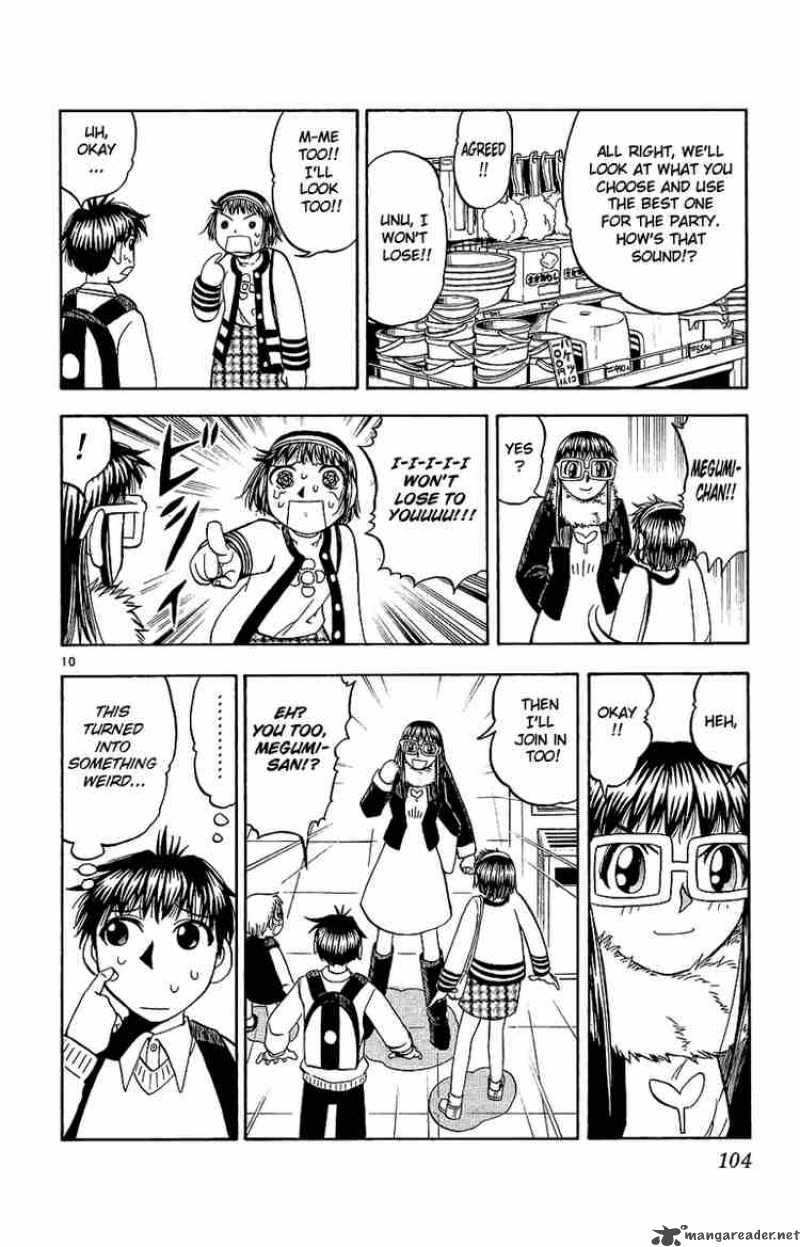 ALL RIGHT, WE'LL
LOOK AT WHAT YOU
CHOOSE AND USE
THE BEST ONE
FOR THE PARTY.
HOW'S THAT
SOUND!?
AGREED
!!
UNU, I
WON'T
LOSE!!
M-ME
TOO!!
I'LL
LOOK
TOO!!
UH,
OKAY
...
MEGUMI-
CHAN!!
YES
?
I-I-I-I-I
WON'T
LOSE TO
YOUUUU!!!
ビッ
!
10
HEH,
OKAY
!!
THEN
I'LL
JOIN IN
TOO!
EH?
YOU TOO,
MEGUMI-
SAN!?
.........
THIS
TURNED
INTO
SOMETHING
WEIRD...
104
mangareader.net